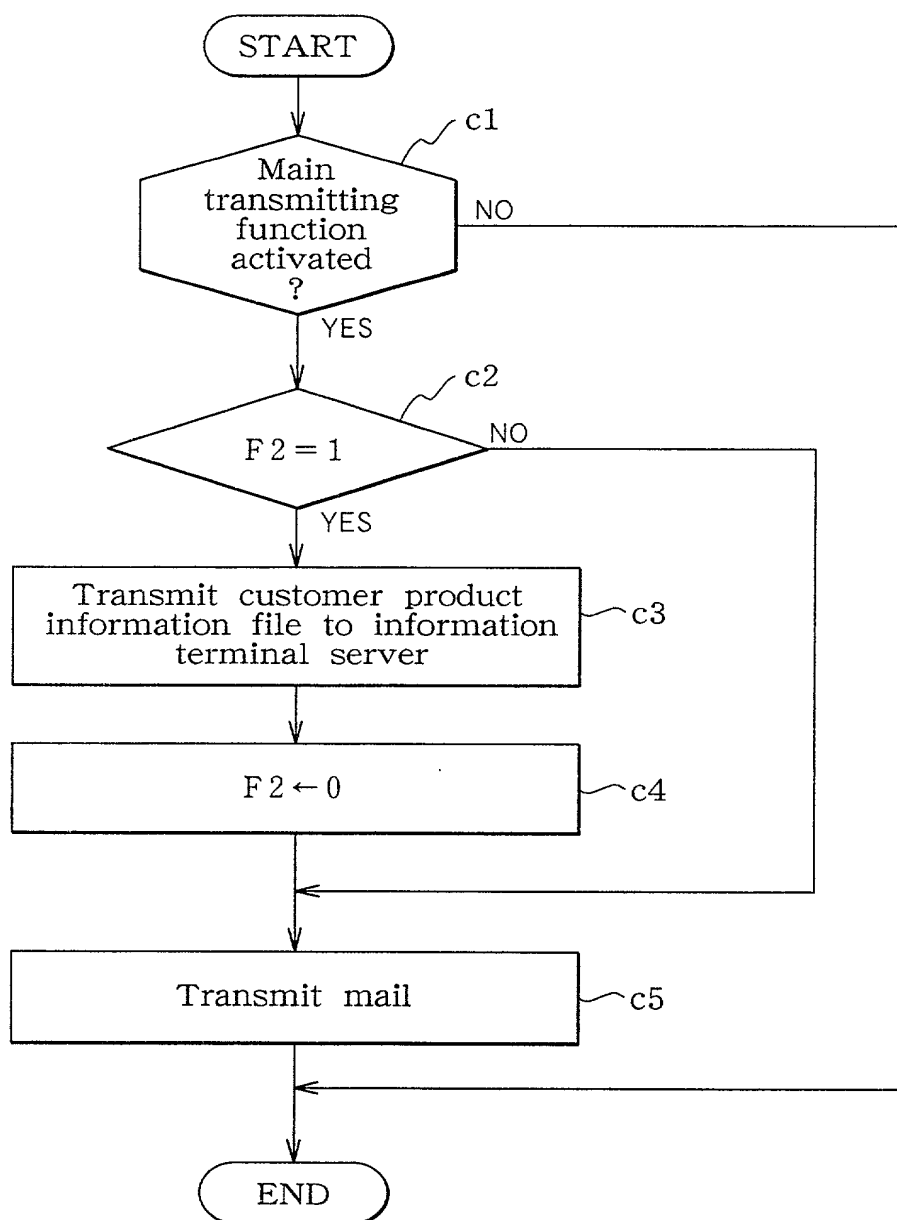 START
c1
Main
transmitting
function
activated
?
NO
YES
c2
F2=1
NO
YES
Transmit customer product
information file to information
terminal server
c3
F2←0
c4
Transmit mail
c5
END